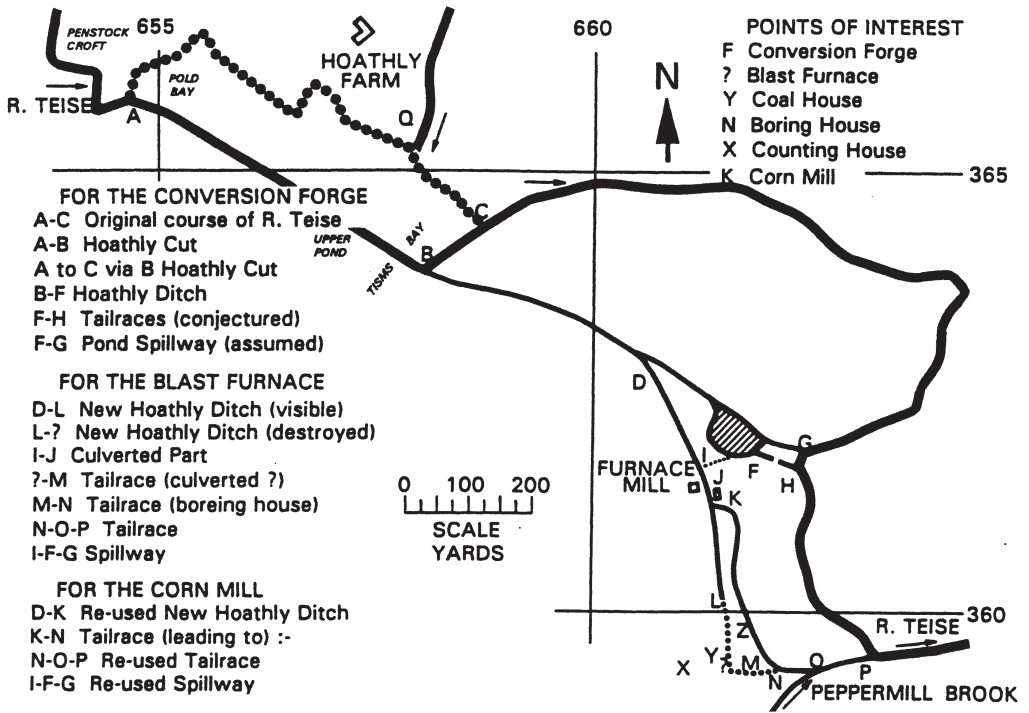 PENSTOCK
CROFT
655
POLD
BAY
HOATHLY
FARM
660
N
POINTS OF INTEREST
F Conversion Forge
? Blast Furnace
Y Coal House
N Boring House
X Counting House
K Corn Mill
365
R. TEISE
A
Q
C
B
UPPER
POND
TISMS
BAY
FOR THE CONVERSION FORGE
A-C Original course of R. Teise
A-B Hoathly Cut
A to C via B Hoathly Cut
B-F Hoathly Ditch
F-H Tailraces (conjectured)
F-G Pond Spillway (assumed)
FOR THE BLAST FURNACE
D-L New Hoathly Ditch (visible)
L-? New Hoathly Ditch (destroyed)
I-J Culverted Part
?-M Tailrace (culverted ?)
M-N Tailrace (boreing house)
N-O-P Tailrace
I-F-G Spillway
FOR THE CORN MILL
D-K Re-used New Hoathly Ditch
K-N Tailrace (leading to) :-
N-O-P Re-used Tailrace
I-F-G Re-used Spillway
0 100 200
SCALE
YARDS
D
G
I
F
H
FURNACE
MILL
J
K
L
360
R. TEISE
Z
Y
?
M
X
N
O
P
PEPPERMILL BROOK